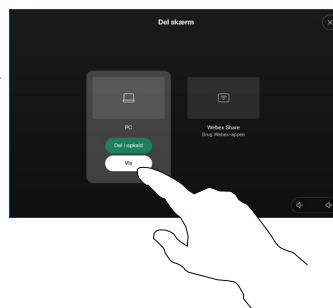 Del skærm
PC
Del i opkald
Vis
Webex Share
Brug Webex-appen